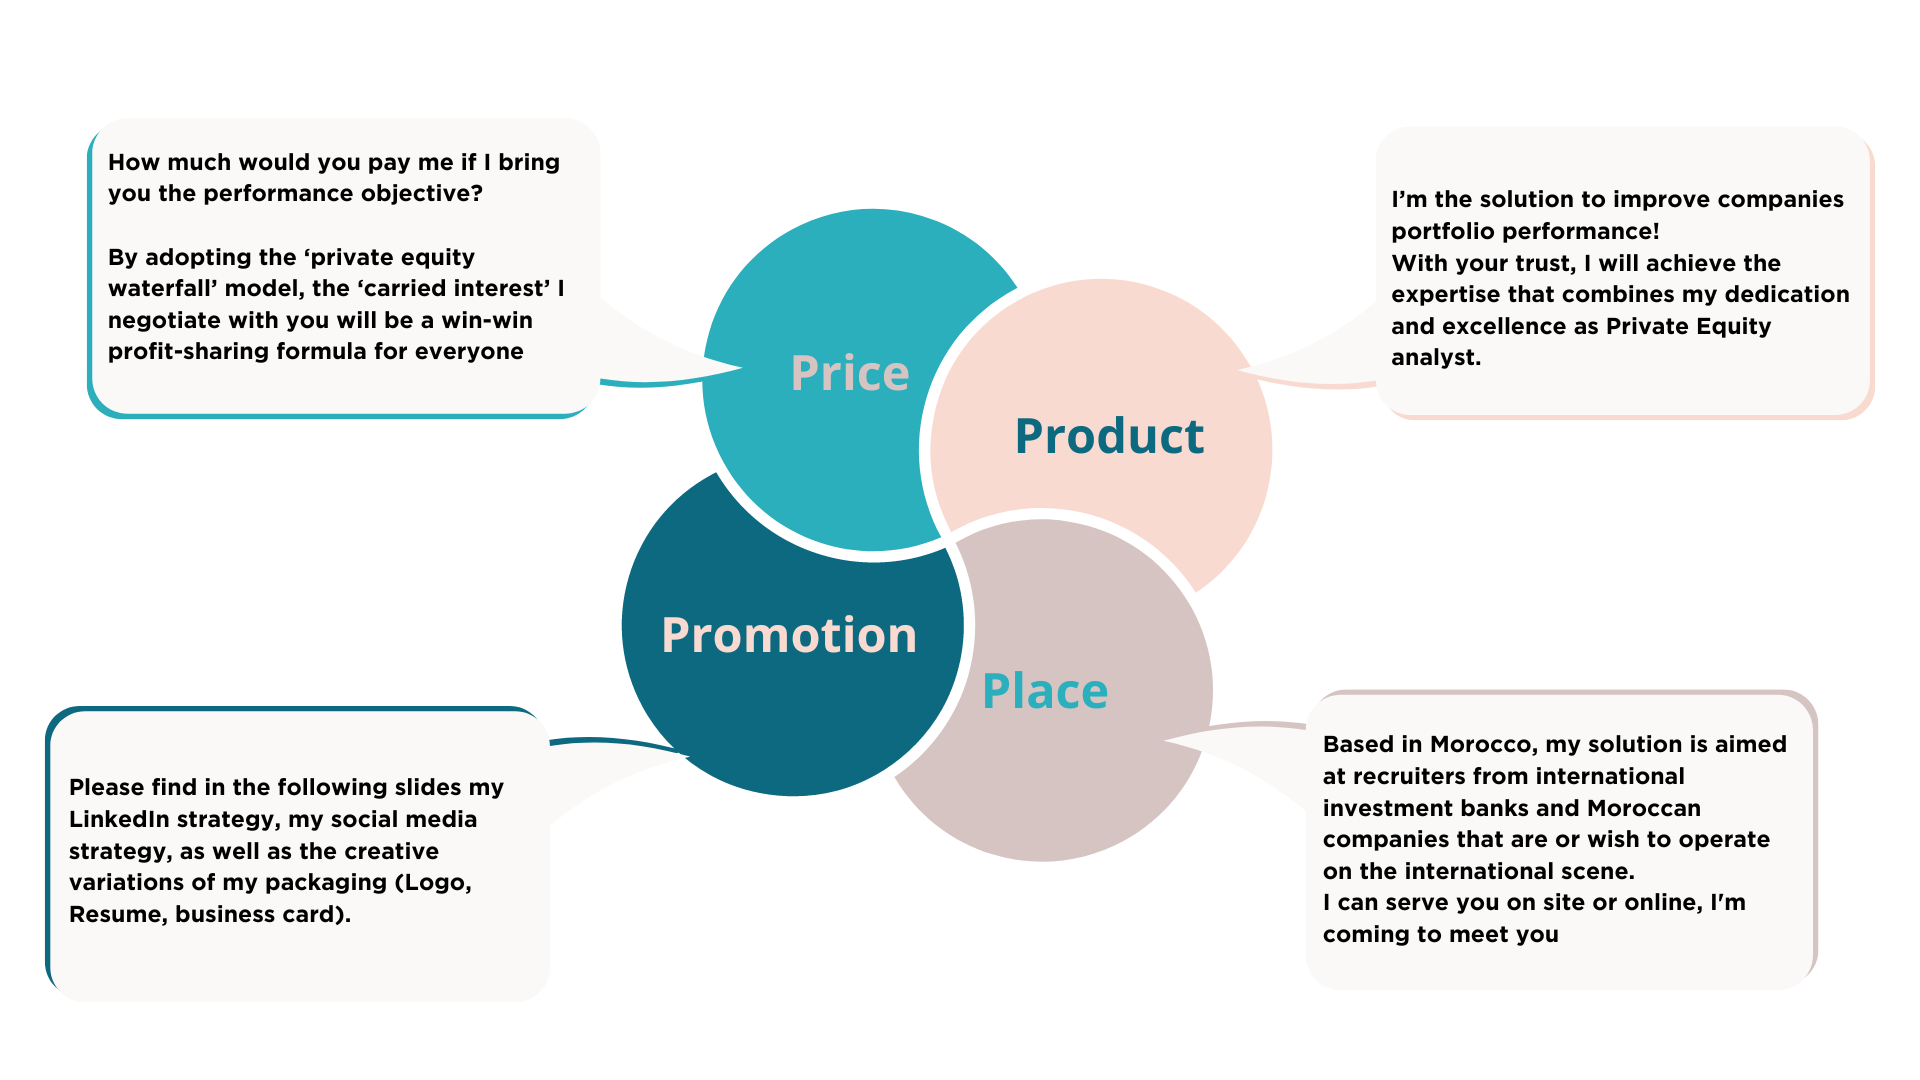 How much would you pay me if I bring
you the performance objective?
By adopting the ‘private equity
waterfall’ model, the ‘carried interest’ I
negotiate with you will be a win-win
profit-sharing formula for everyone
I’m the solution to improve companies
portfolio performance!
With your trust, I will achieve the
expertise that combines my dedication
and excellence as Private Equity
analyst.
Price
Product
Promotion
Place
Please find in the following slides my
LinkedIn strategy, my social media
strategy, as well as the creative
variations of my packaging (Logo,
Resume, business card).
Based in Morocco, my solution is aimed
at recruiters from international
investment banks and Moroccan
companies that are or wish to operate
on the international scene.
I can serve you on site or online, I'm
coming to meet you